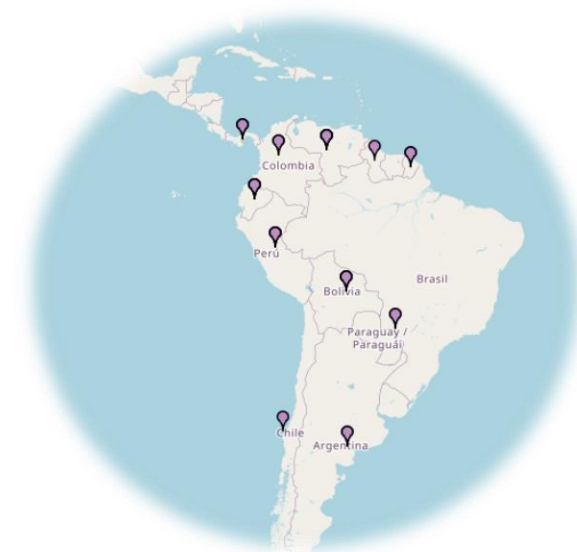 Colombia
Perú
Brasil
Bolivia
Paraguay /
Paraguái
Chile
Argentina